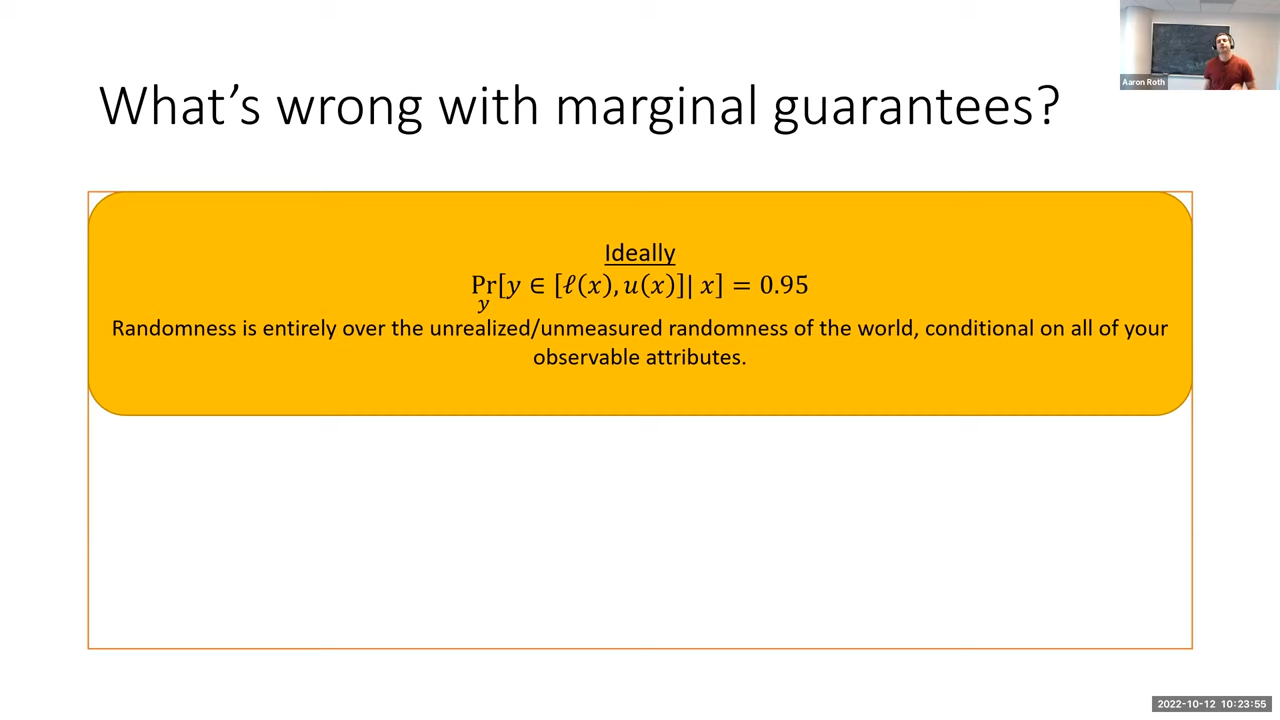 Aaron Roth
What's wrong with marginal guarantees?
Ideally
Pr[y ∈ [ℓ(x), u(x)]| x] = 0.95
y
Randomness is entirely over the unrealized/unmeasured randomness of the world, conditional on all of your
observable attributes.
2022-10-12 10:23:55